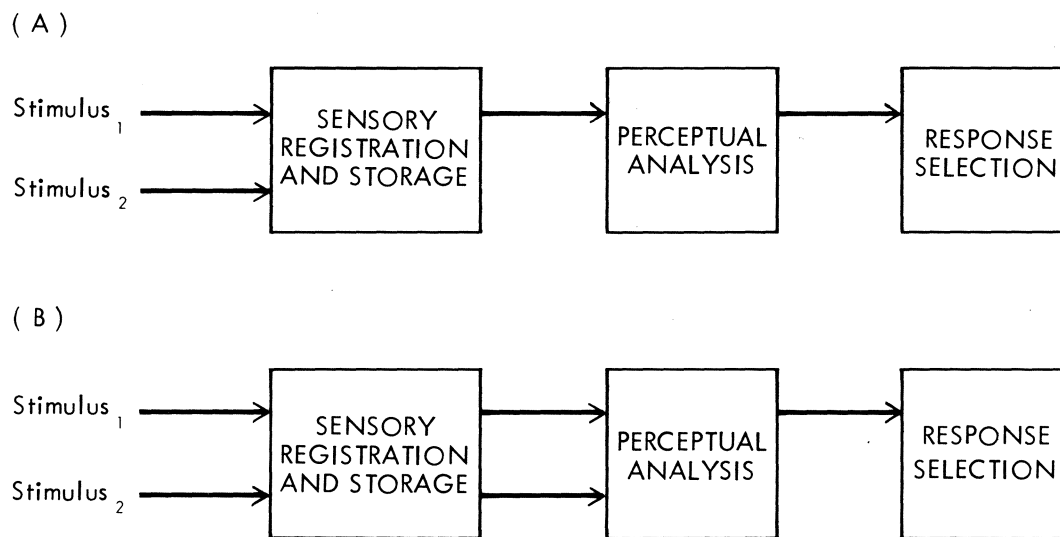 ( A )
Stimulus 1
Stimulus 2
SENSORY
REGISTRATION
AND STORAGE
PERCEPTUAL
ANALYSIS
RESPONSE
SELECTION
( B )
Stimulus 1
Stimulus 2
SENSORY
REGISTRATION
AND STORAGE
PERCEPTUAL
ANALYSIS
RESPONSE
SELECTION